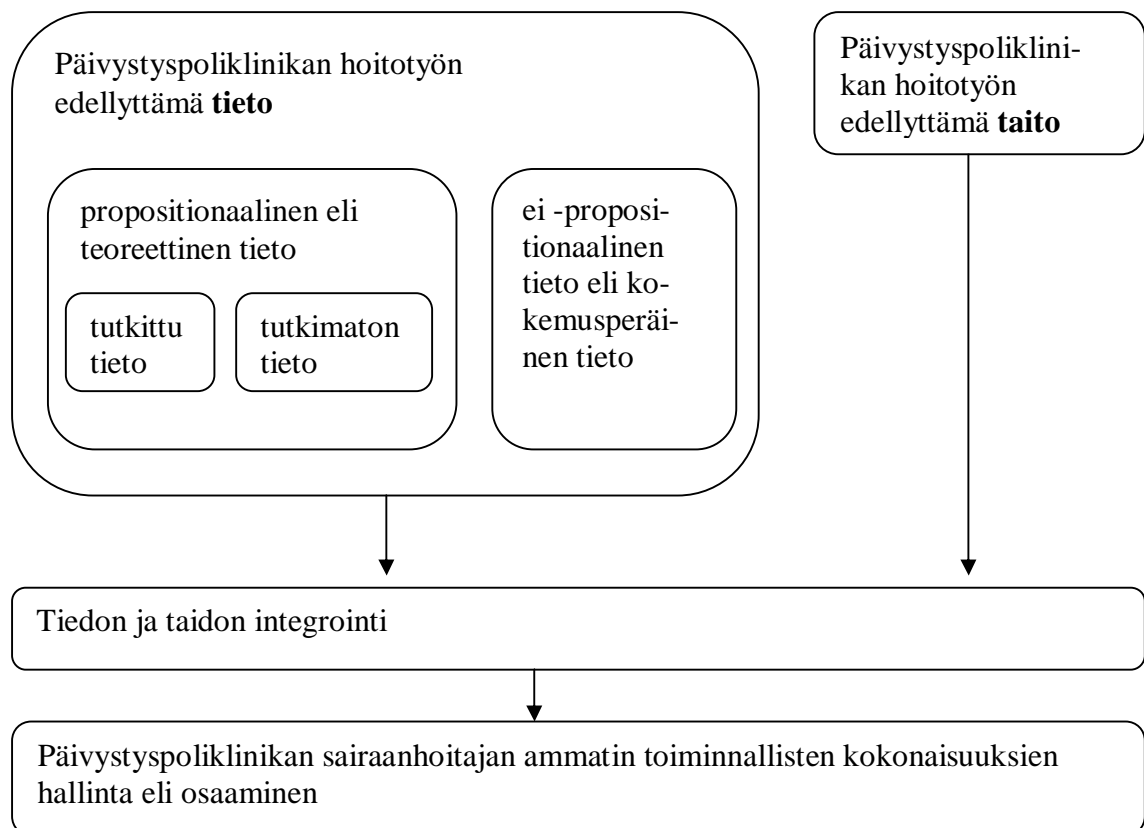 Päivystyspoliklinikan hoitotyön
edellyttämä tieto
Päivystyspoliklini-
kan hoitotyön
edellyttämä taito
propositionaalinen eli
teoreettinen tieto
tutkittu
tieto
tutkimaton
tieto
ei -proposi-
tionaalinen
tieto eli ko-
kemusperäi-
nen tieto
Tiedon ja taidon integrointi
Päivystyspoliklinikan sairaanhoitajan ammatin toiminnallisten kokonaisuuksien
hallinta eli osaaminen